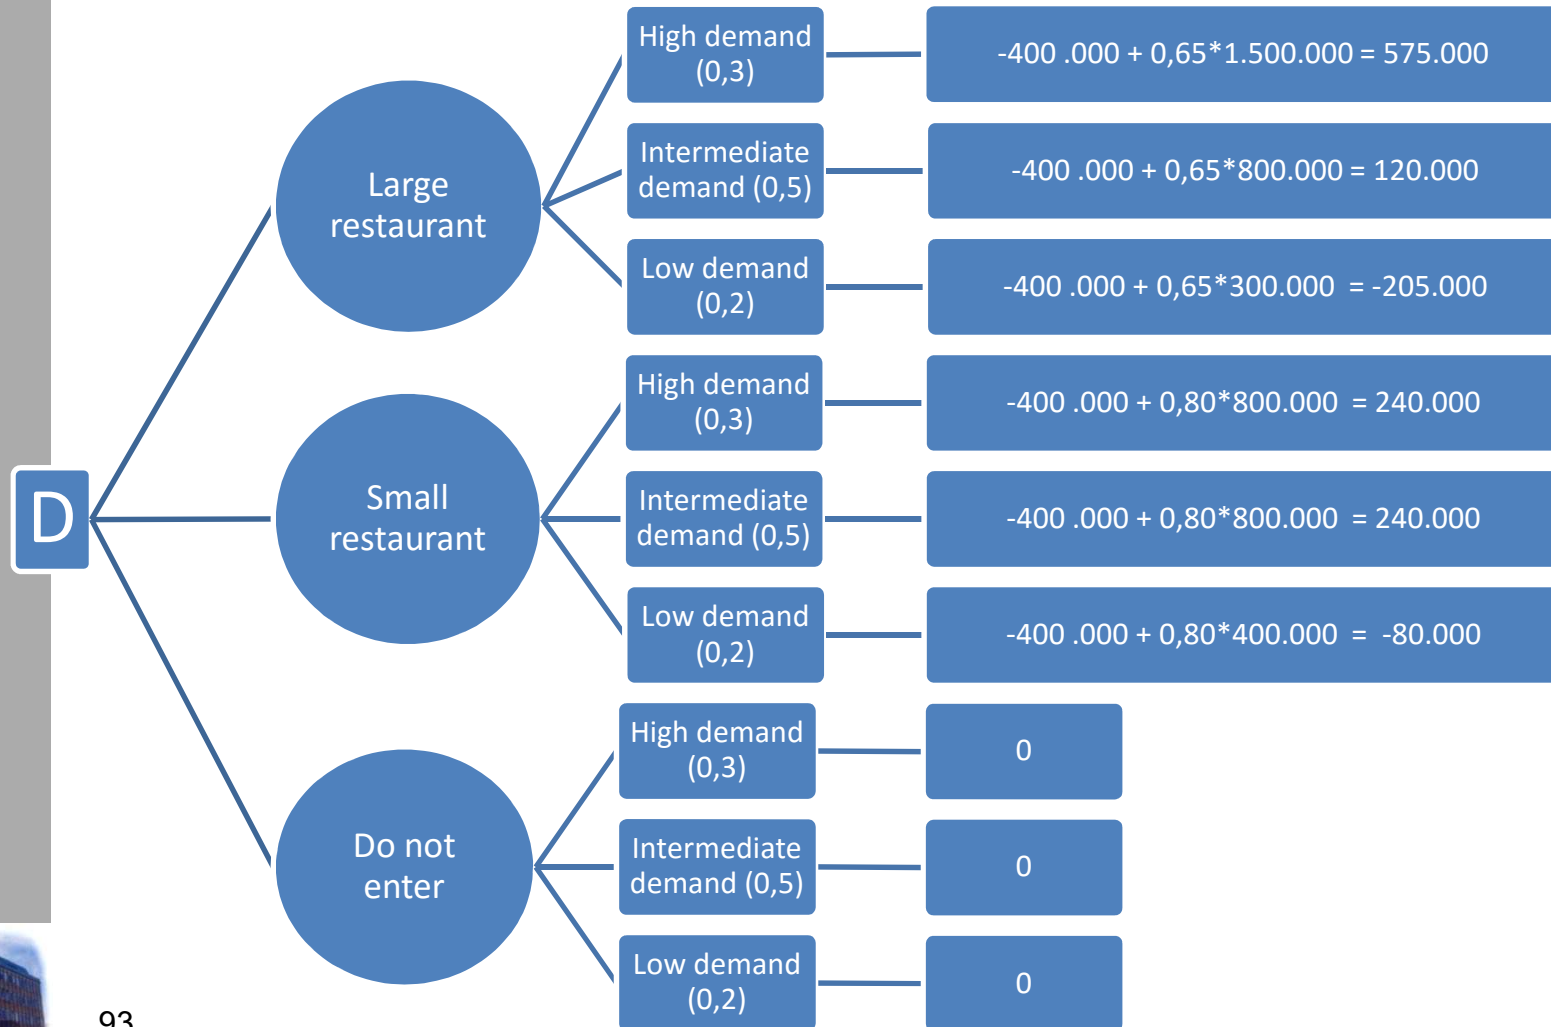 High demand
(0,3)
-400 .000 + 0,65*1.500.000 = 575.000
Intermediate
demand (0,5)
-400 .000 + 0,65*800.000 = 120.000
Large
restaurant
Low demand
(0,2)
-400 .000 + 0,65*300.000 = -205.000
High demand
(0,3)
-400 .000 + 0,80*800.000 = 240.000
D
Small
restaurant
Intermediate
demand (0,5)
-400 .000 + 0,80*800.000 = 240.000
Low demand
(0,2)
-400 .000 + 0,80*400.000 = -80.000
High demand
(0,3)
0
Do not
enter
Intermediate
demand (0,5)
0
Low demand
(0,2)
0
93